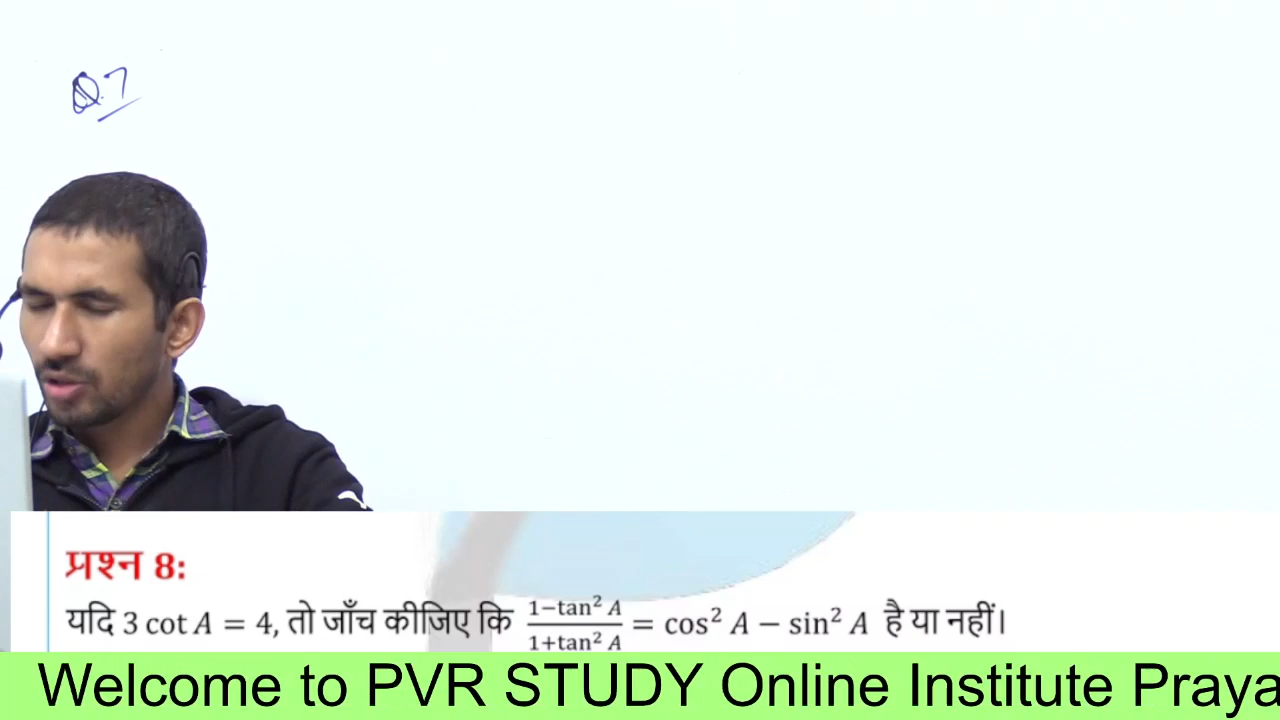 Q.7
प्रश्न 8:
यदि 3 cot A = 4, तो जाँच कीजिए कि \frac{1−tan² A}{1+tan² A} = cos² A − sin² A है या नहीं।
Welcome to PVR STUDY Online Institute Praya